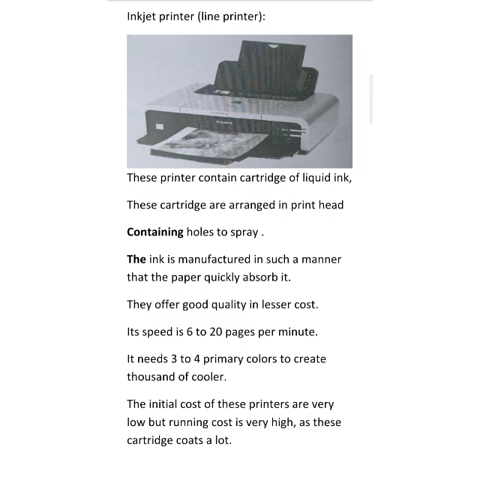 Inkjet printer (line printer):
Canon
These printer contain cartridge of liquid ink,
These cartridge are arranged in print head
Containing holes to spray .
The ink is manufactured in such a manner
that the paper quickly absorb it.
They offer good quality in lesser cost.
Its speed is 6 to 20 pages per minute.
It needs 3 to 4 primary colors to create
thousand of cooler.
The initial cost of these printers are very
low but running cost is very high, as these
cartridge coats a lot.